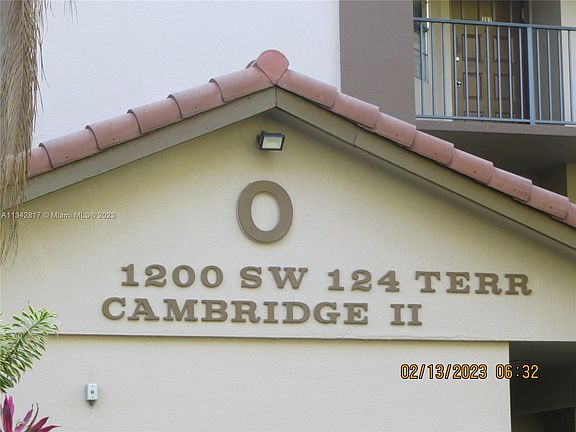 O
1200 SW 124 TERR
CAMBRIDGE II
A11342817 © Miami MLS® 2023
02/13/2023 06:32